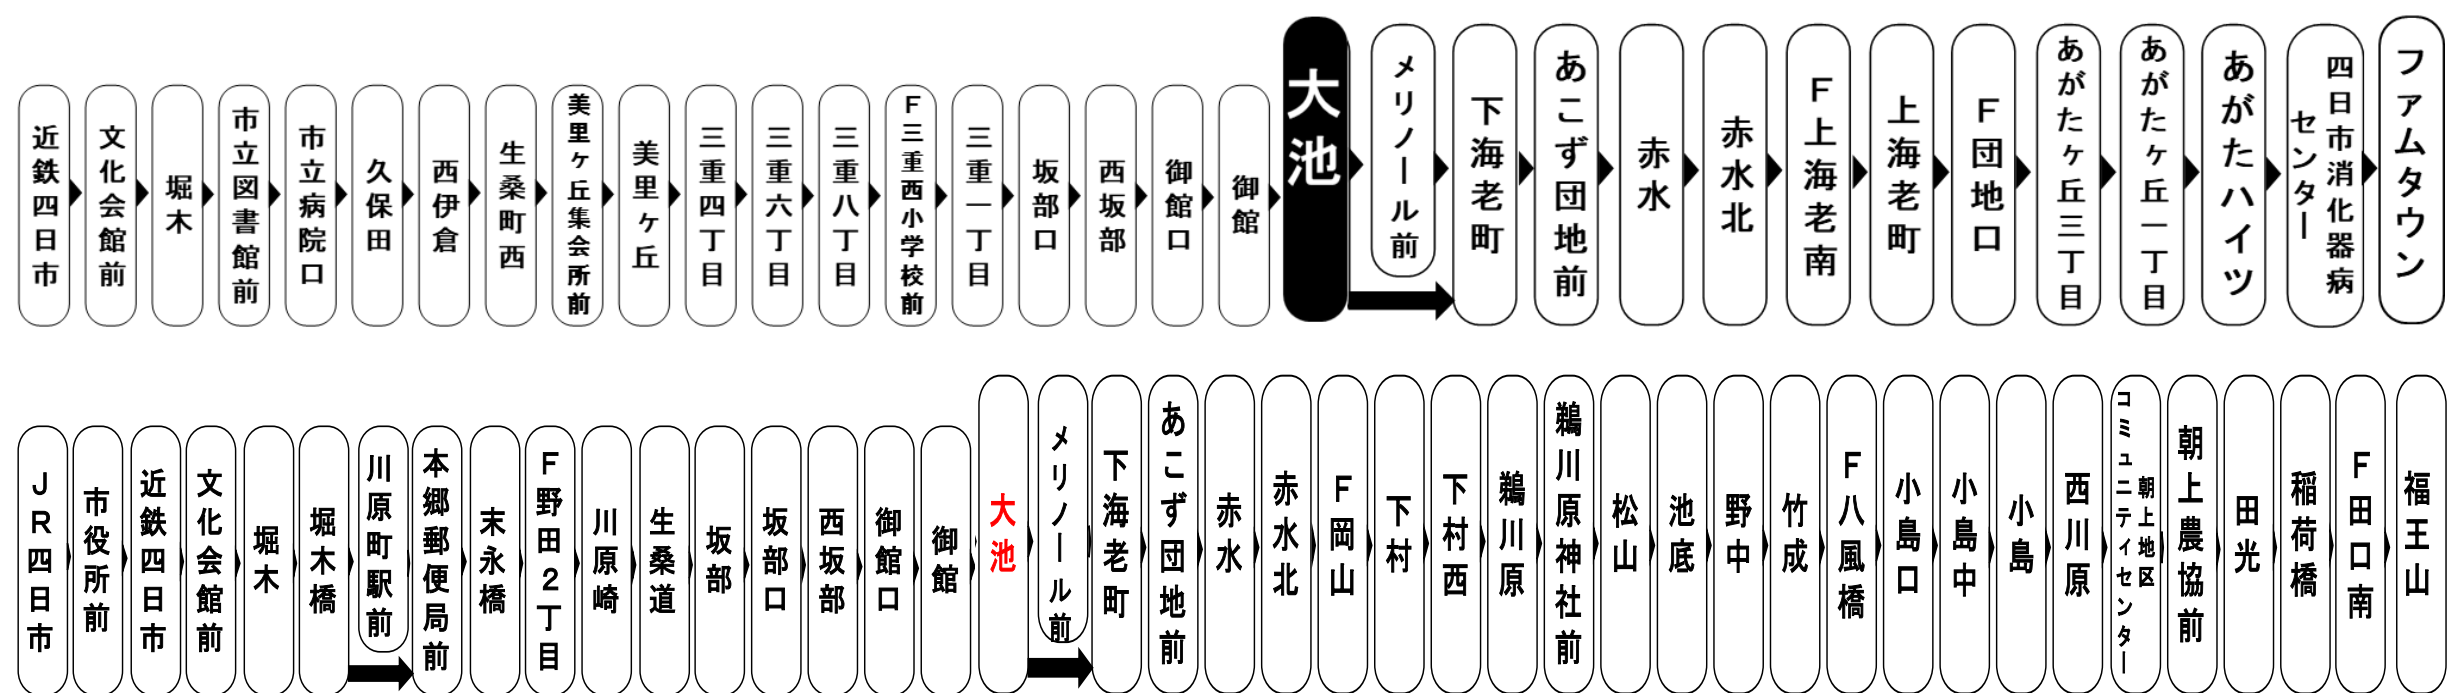 近鉄四日市
文化会館前
堀木
市立図書館前
市立病院口
久保田
西伊倉
生桑町西
美里ヶ丘集会所前
美里ヶ丘
三重四丁目
三重六丁目
三重八丁目
F三重西小学校前
三重一丁目
坂部口
西坂部
御館口
御館
大池
メリノール前
下海老町
あこず団地前
赤水
赤水北
F上海老南
上海老町
F団地口
あがたヶ丘三丁目
あがたヶ丘一丁目
あがたハイツ
四日市消化器病
センター
ファムタウン
JR四日市
市役所前
近鉄四日市
文化会館前
堀木
堀木橋
川原町駅前
本郷郵便局前
末永橋
F野田2丁目
川原崎
生桑道
坂部
坂部口
西坂部
御館口
御館
大池
メリノール前
下海老町
あこず団地前
赤水
赤水北
F岡山
下村
下村西
鵜川原
鵜川原神社前
松山
池底
野中
竹成
F八風橋
小島口
小島中
小島
西川原
朝上地区
コミュニティセンター
朝上農協前
田光
稲荷橋
F田口南
福王山